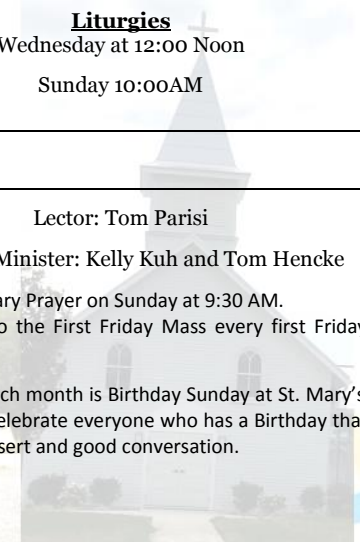 Liturgies
Wednesday at 12:00 Noon
Sunday 10:00AM
Lector: Tom Parisi
Minister: Kelly Kuh and Tom Hencke
ary Prayer on Sunday at 9:30 AM.
o the First Friday Mass every first Friday
ch month is Birthday Sunday at St. Mary's
elebrate everyone who has a Birthday tha
sert and good conversation.